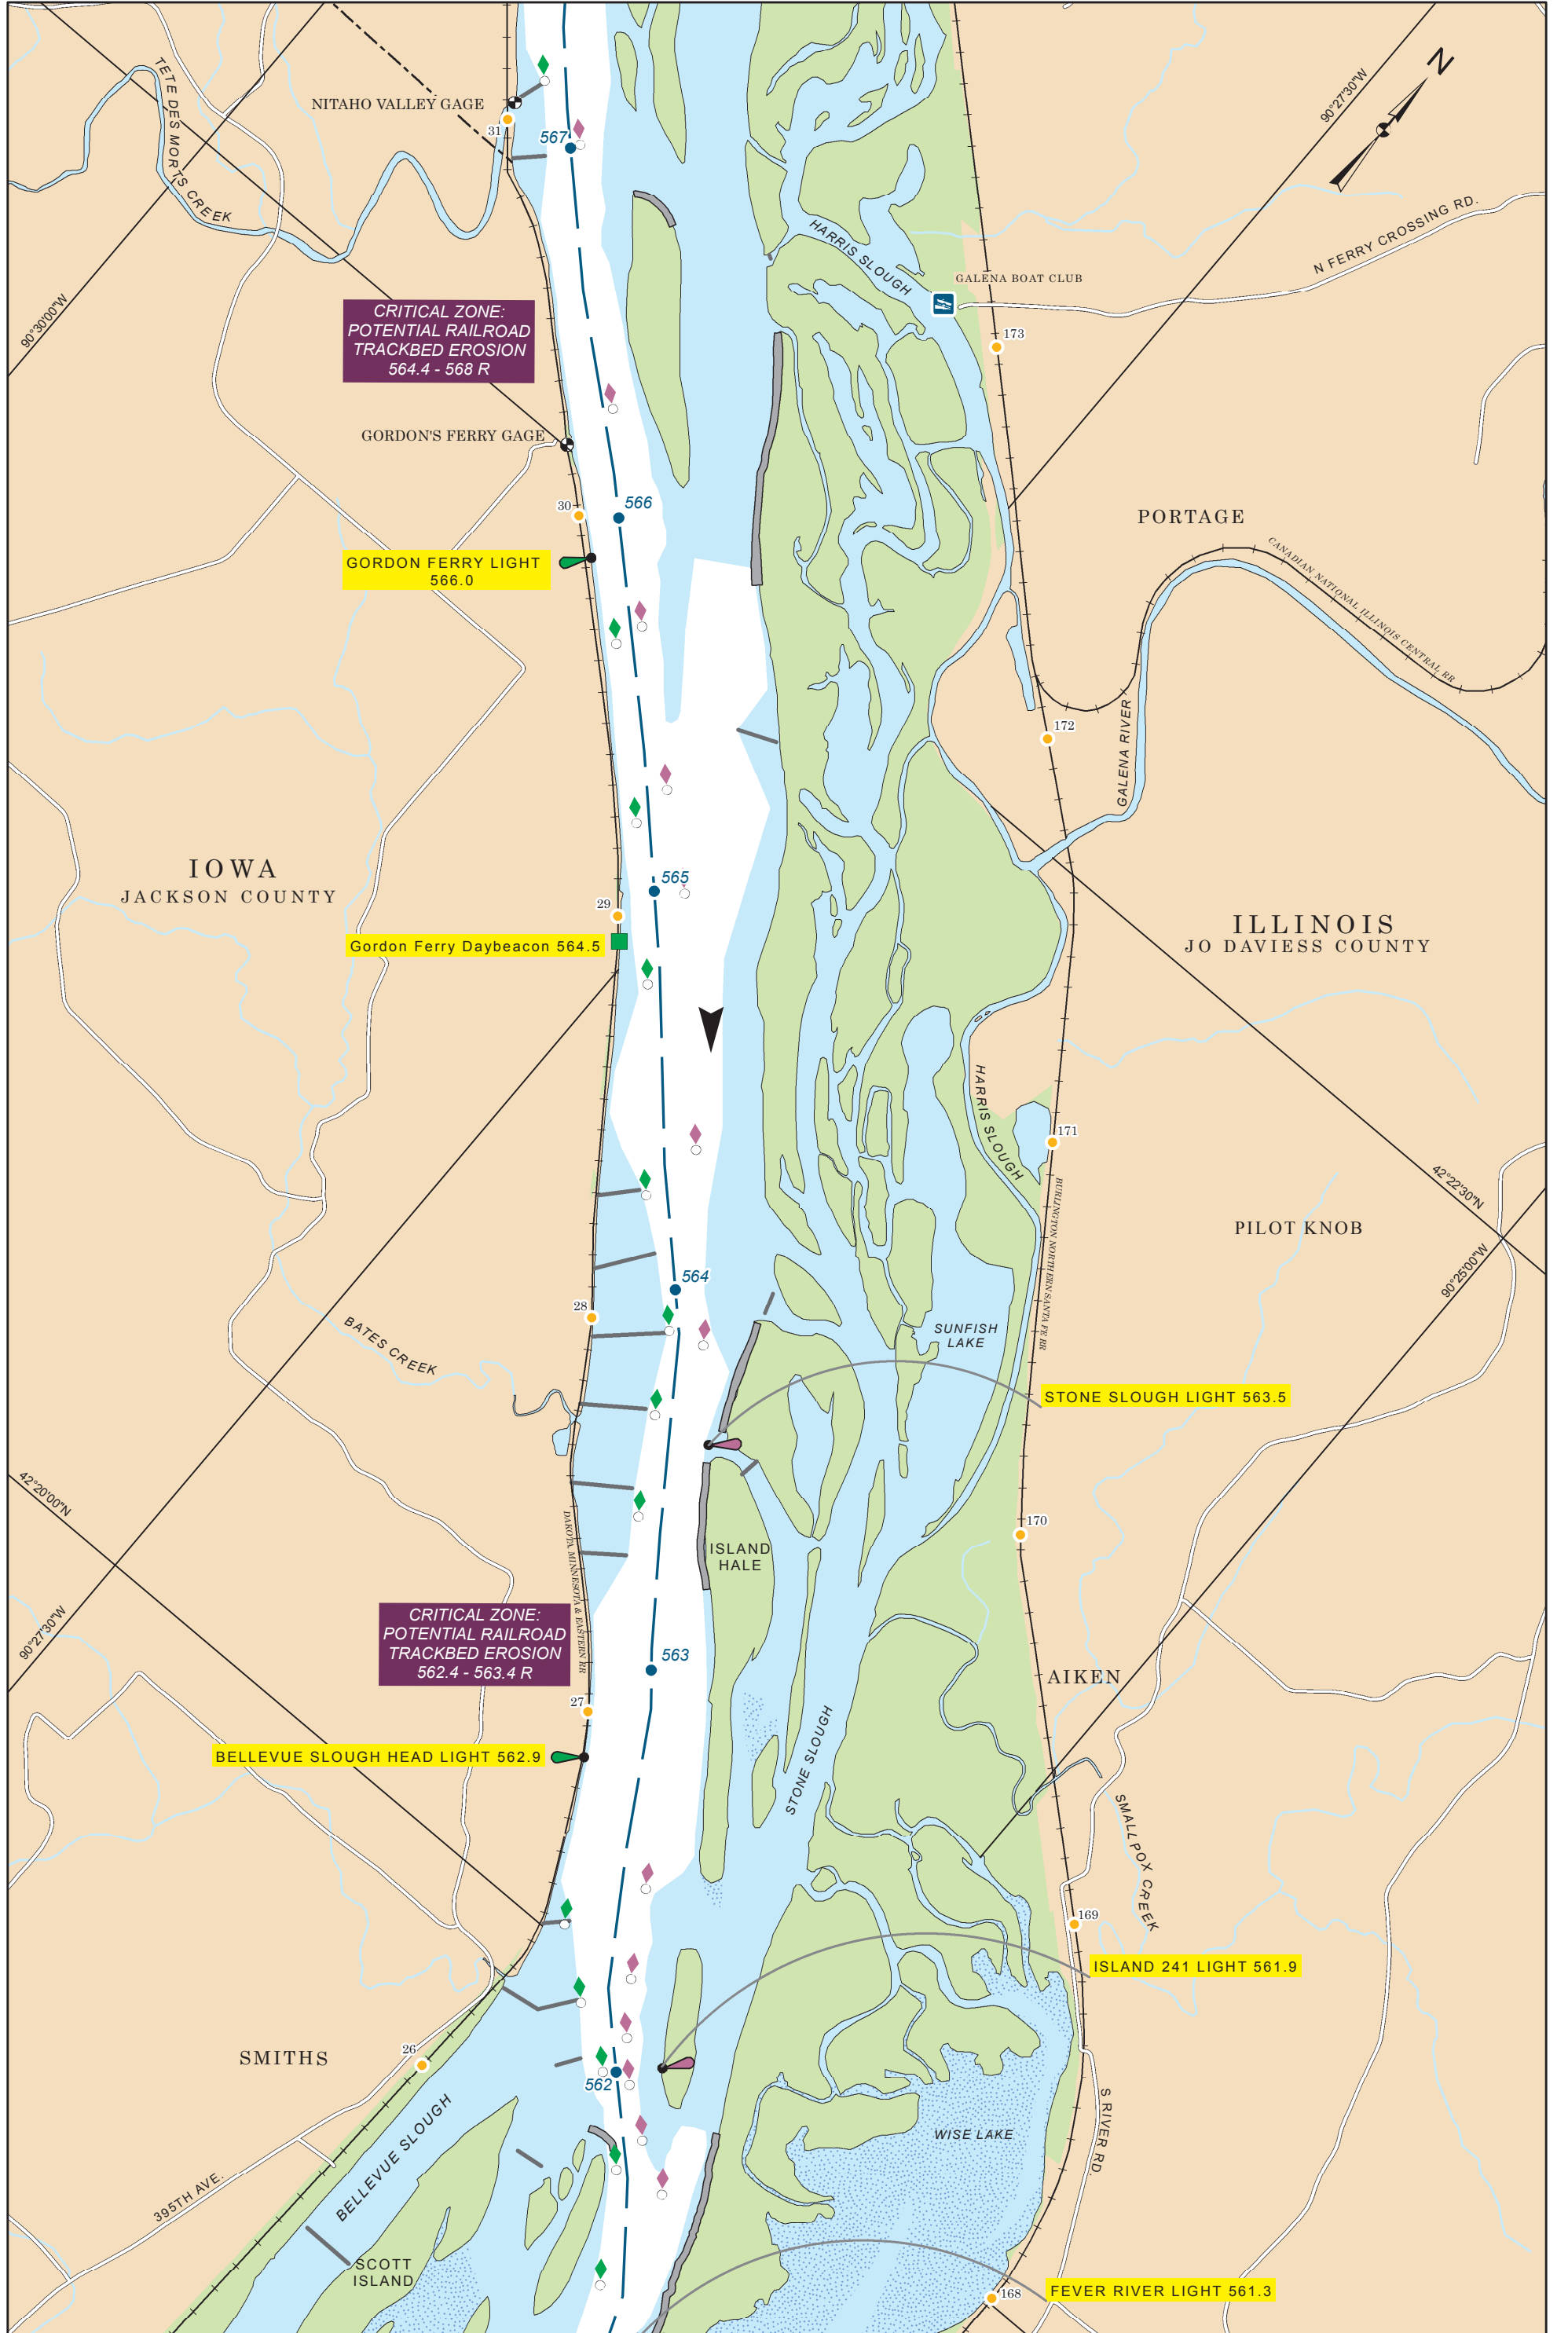 N
90°27'30"W
TETE DES MORTS CREEK
NITAHO VALLEY GAGE
31
567
HARRIS SLOUGH
N FERRY CROSSING RD.
GALENA BOAT CLUB
90°30'00"W
CRITICAL ZONE:
POTENTIAL RAILROAD
TRACKBED EROSION
564.4 - 568 R
173
GORDON'S FERRY GAGE
30
566
PORTAGE
GORDON FERRY LIGHT
566.0
CANADIAN NATIONAL ILLINOIS CENTRAL RR
GALENA RIVER
172
IOWA
JACKSON COUNTY
565
29
Gordon Ferry Daybeacon 564.5
ILLINOIS
JO DAVIESS COUNTY
HARRIS SLOUGH
171
BURLINGTON NORTHERN SANTA FE RR
42°22'30"N
PILOT KNOB
90°25'00"W
564
28
BATES CREEK
SUNFISH
LAKE
STONE SLOUGH LIGHT 563.5
42°20'00"N
170
ISLAND
HALE
DAKOTA MINNESOTA & EASTERN RR
90°27'30"W
CRITICAL ZONE:
POTENTIAL RAILROAD
TRACKBED EROSION
562.4 - 563.4 R
563
AIKEN
27
STONE SLOUGH
BELLEVUE SLOUGH HEAD LIGHT 562.9
SMALL POX CREEK
169
ISLAND 241 LIGHT 561.9
SMITHS
26
562
S RIVER RD.
BELLEVUE SLOUGH
WISE LAKE
395TH AVE.
SCOTT
ISLAND
168
FEVER RIVER LIGHT 561.3